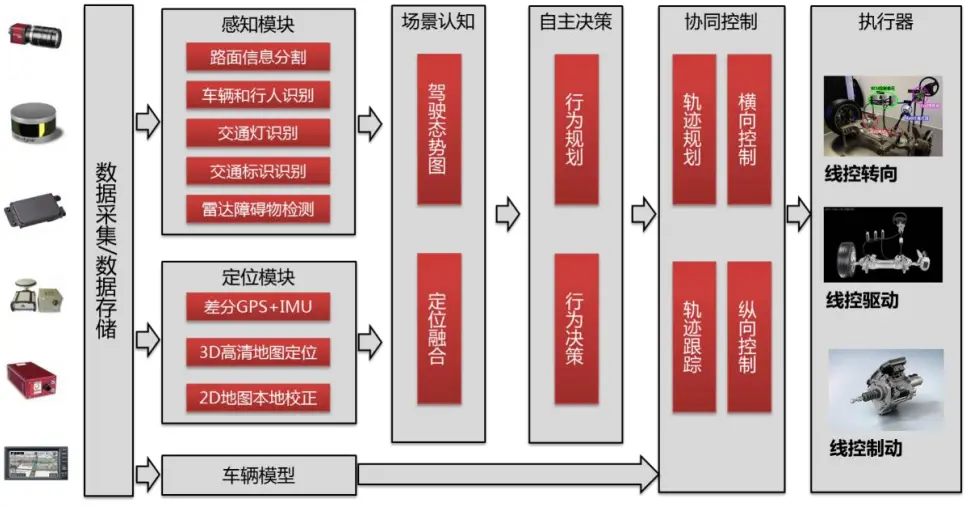 数据采集/数据存储
感知模块
路面信息分割
车辆和行人识别
交通灯识别
交通标识识别
雷达障碍物检测
定位模块
差分GPS+IMU
3D高清地图定位
2D地图本地校正
车辆模型
场景认知
驾驶态势图
定位融合
自主决策
行为规划
行为决策
协同控制
轨迹规划
横向控制
轨迹跟踪
纵向控制
执行器
线控转向
线控驱动
线控制动